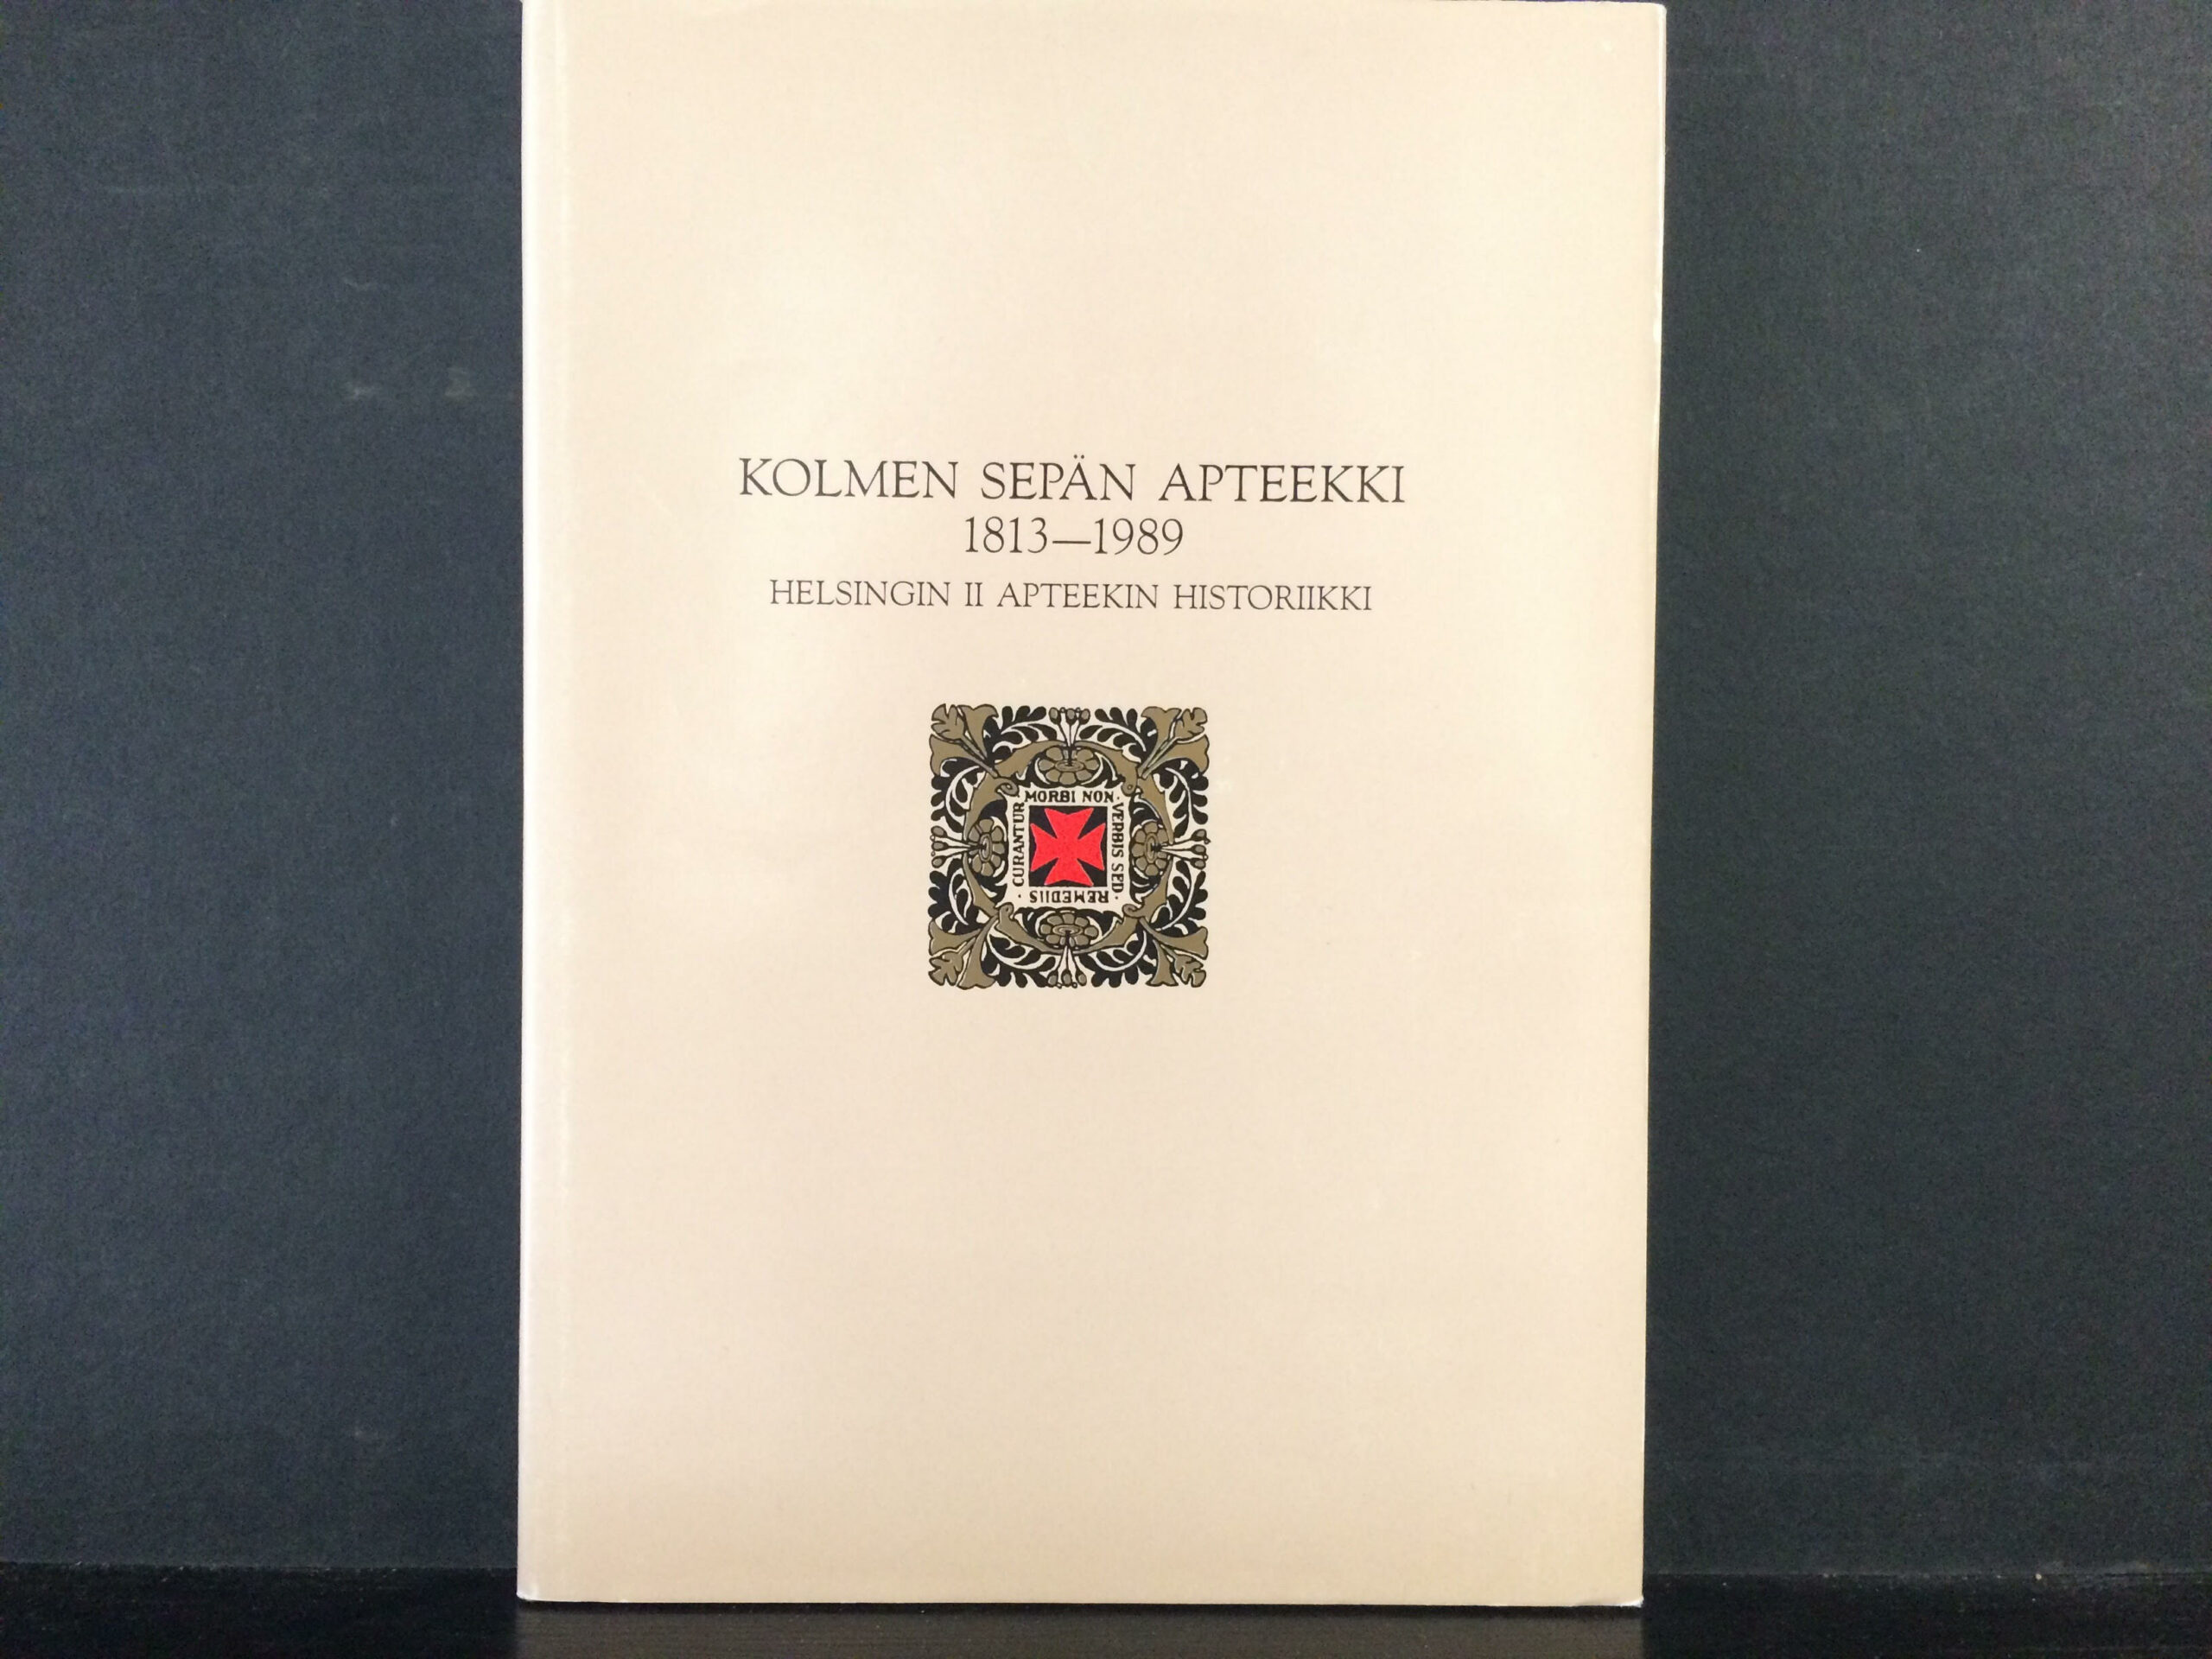 KOLMEN SEPÄN APTEEKKI
1813—1989
HELSINGIN II APTEEKIN HISTORIIKKI
MORBI NON·
VERBIS SED·
REMEDIIS·
CURANTUR·